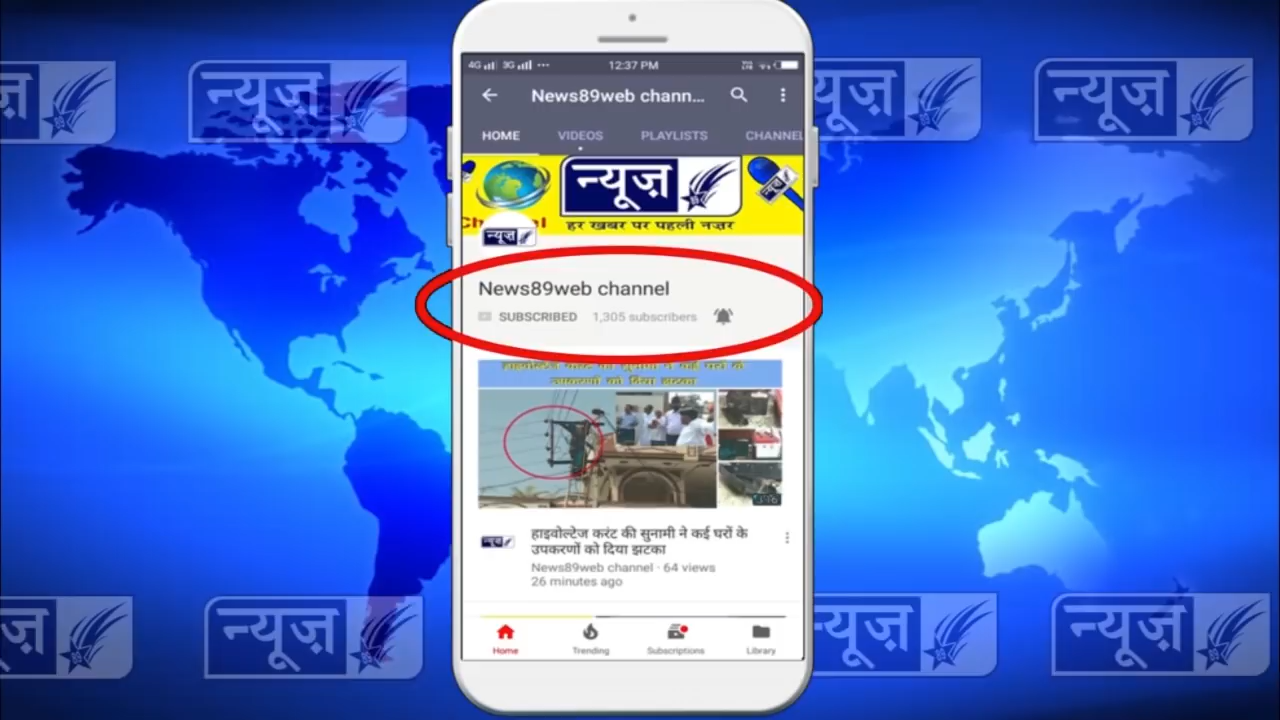 न्यूज़
न्यूज़
न्यूज़
न्यूज़
4G 3G 12:37 PM
News89web chann...
HOME VIDEOS PLAYLISTS CHANNEL
न्यूज़
न्यूज़
हर खबर पर पहली नज़र
न्यूज़
News89web channel
SUBSCRIBED 1,305 subscribers
उपकरणों को दिया झटका
न्यूज़
हाइवोल्टेज करंट की सुनामी ने कई घरों के
उपकरणों को दिया झटका
News89web channel · 64 views
26 minutes ago
Home Trending Subscriptions Library
न्यूज़
न्यूज़
न्यूज़
न्यूज़